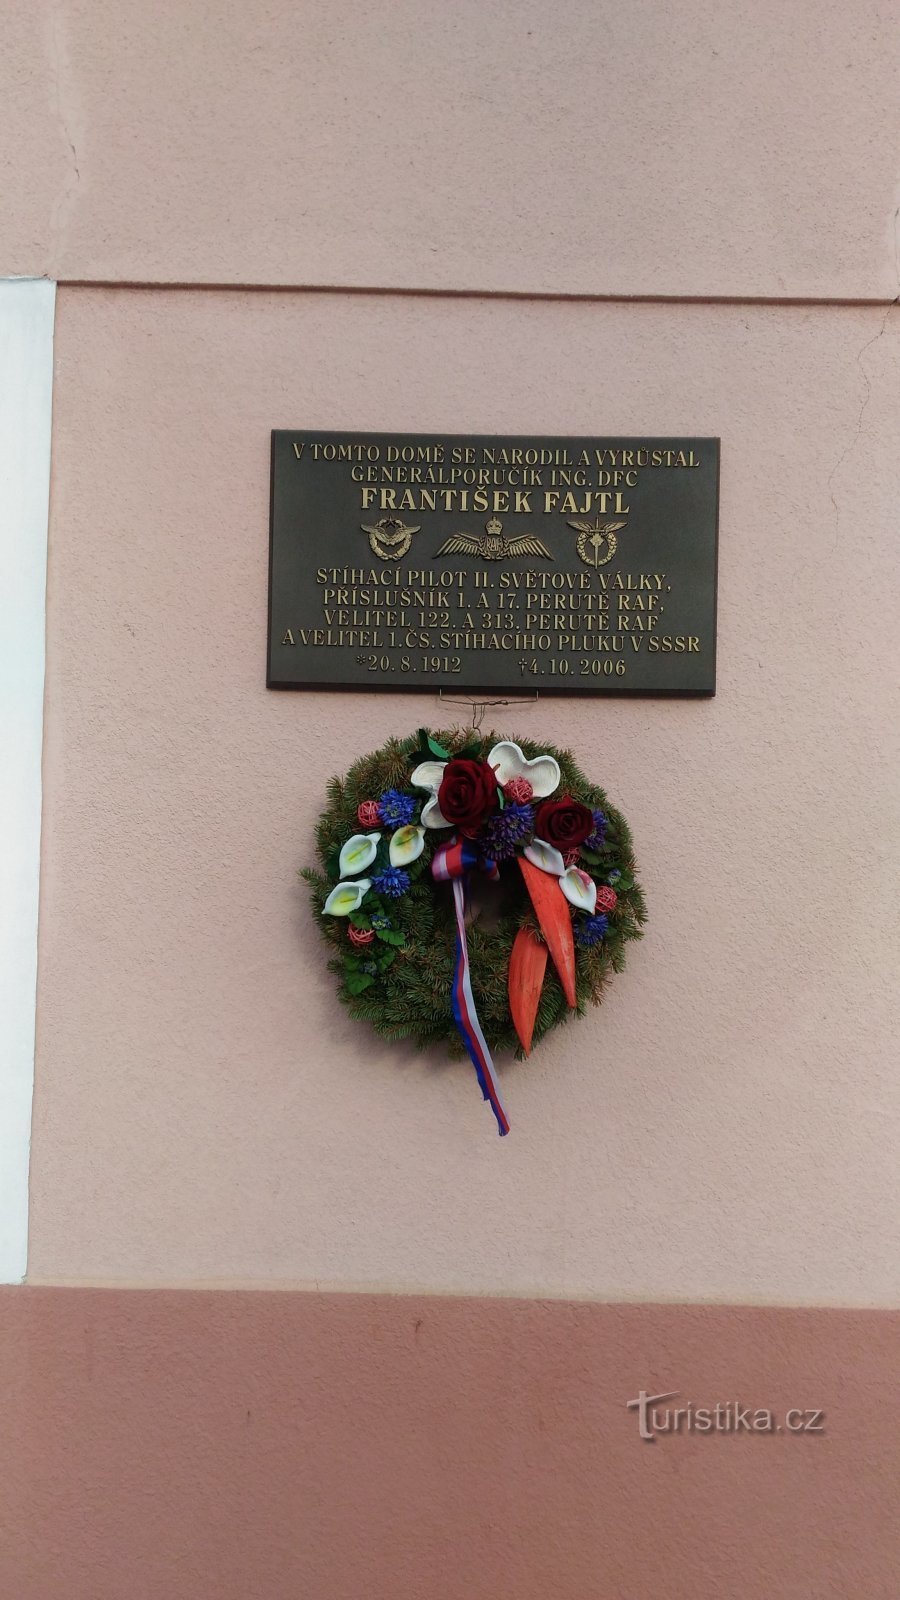 V TOMTO DOMĚ SE NARODIL A VYRŮSTAL
GENERÁLPORUČÍK ING. DFC
FRANTIŠEK FAJTL
RAF
STÍHACÍ PILOT II. SVĚTOVÉ VÁLKY,
PŘÍSLUŠNÍK 1. A 17. PERUTĚ RAF,
VELITEL 122. A 313. PERUTĚ RAF
A VELITEL 1. ČS. STÍHACÍHO PLUKU V SSSR
*20. 8. 1912 †4. 10. 2006
Turistika.cz